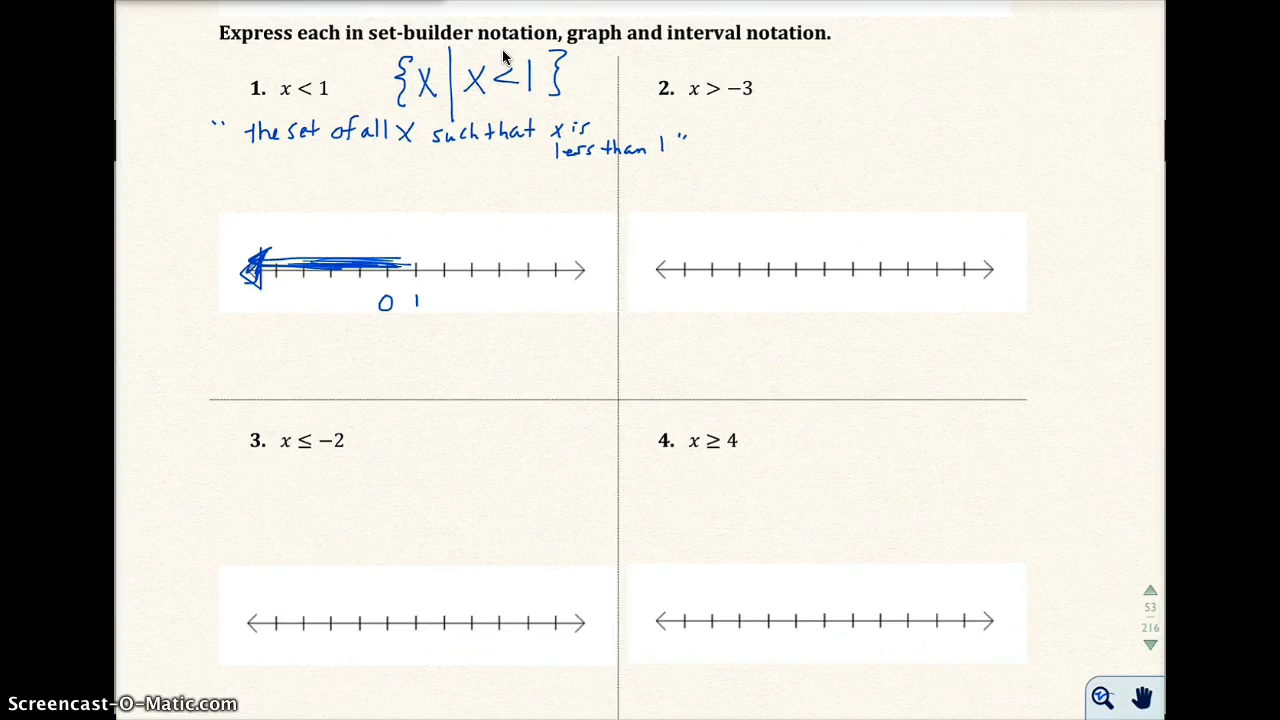 Express each in set-builder notation, graph and interval notation.
1. x < 1
{x | x < 1}
2. x > −3
" the set of all x such that x is
less than 1 "
0 1
3. x ≤ −2
4. x ≥ 4
53
216
Screencast-O-Matic.com